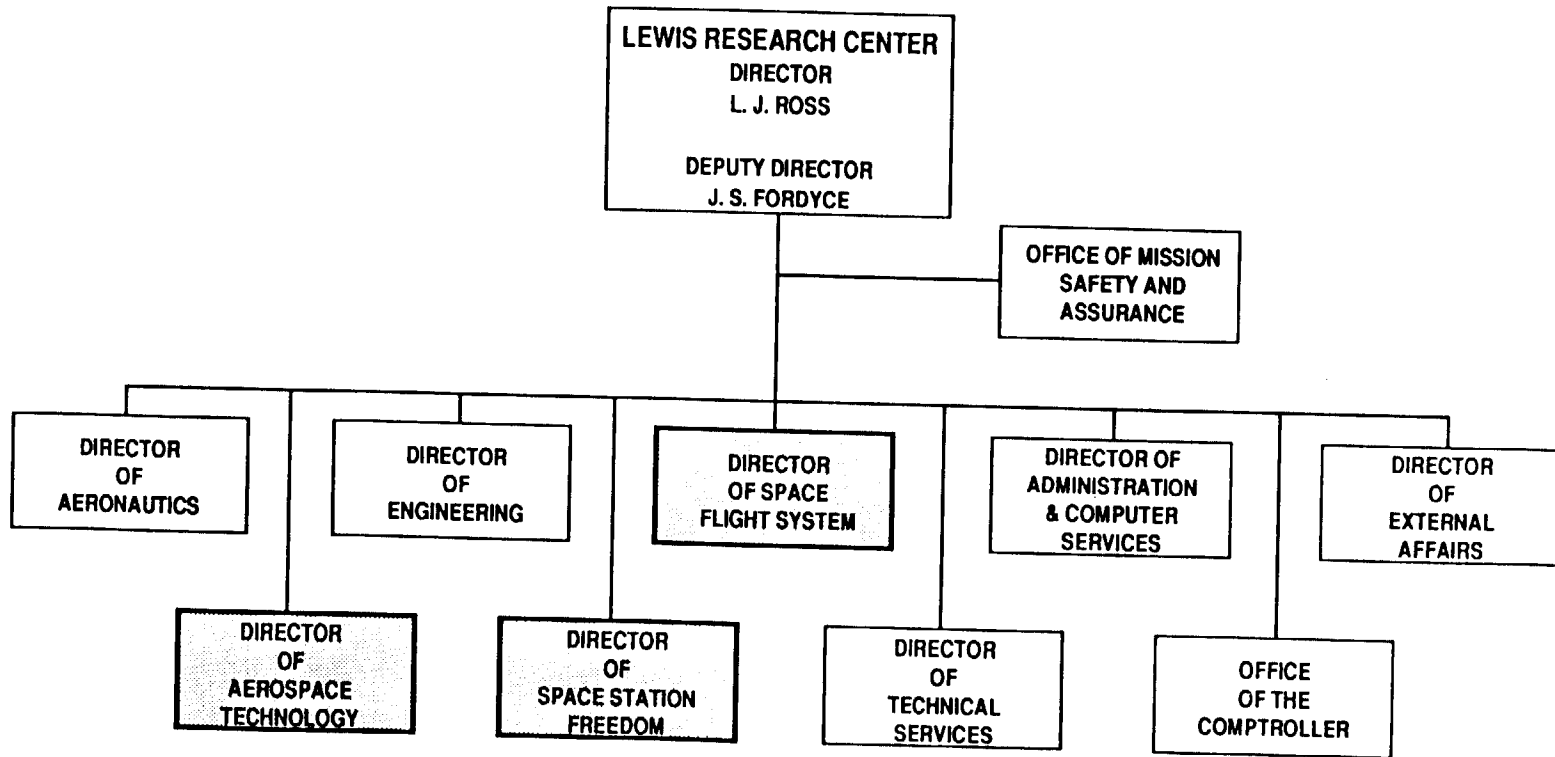 LEWIS RESEARCH CENTER
DIRECTOR
L. J. ROSS
DEPUTY DIRECTOR
J. S. FORDYCE
OFFICE OF MISSION
SAFETY AND
ASSURANCE
DIRECTOR
OF
AERONAUTICS
DIRECTOR
OF
ENGINEERING
DIRECTOR
OF SPACE
FLIGHT SYSTEM
DIRECTOR OF
ADMINISTRATION
& COMPUTER
SERVICES
DIRECTOR
OF
EXTERNAL
AFFAIRS
DIRECTOR
OF
AEROSPACE
TECHNOLOGY
DIRECTOR
OF
SPACE STATION
FREEDOM
DIRECTOR
OF
TECHNICAL
SERVICES
OFFICE
OF THE
COMPTROLLER